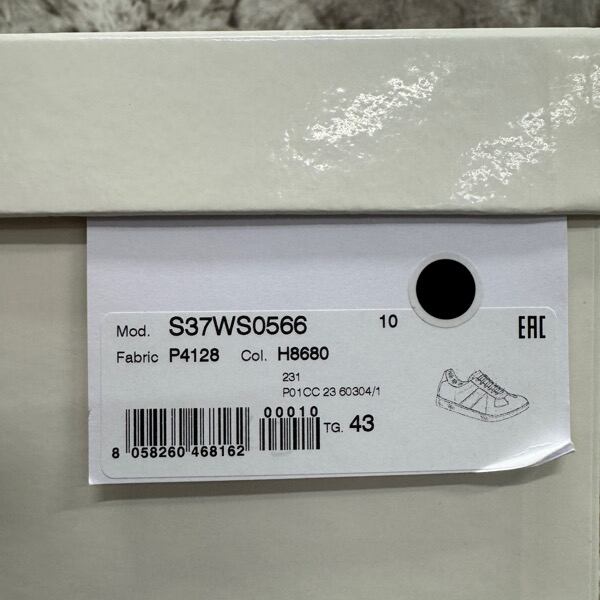 Mod. S37WS0566 10 EAC
Fabric P4128 Col. H8680
231
P01CC 23 60304/1
00010
TG. 43
8 058260 468162